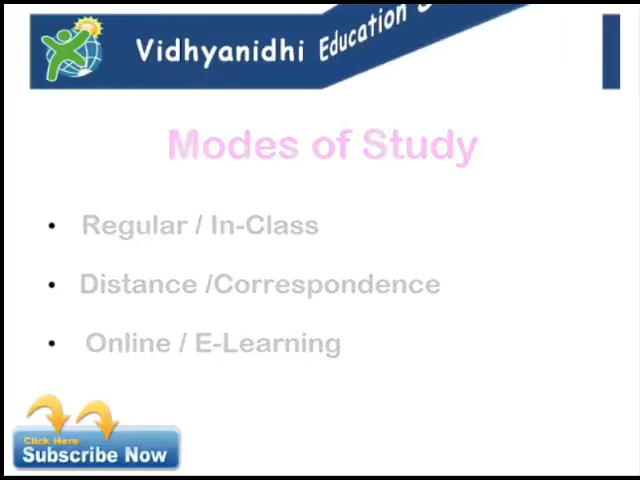 Vidhyanidhi Education
Modes of Study
• Regular / In-Class
• Distance /Correspondence
• Online / E-Learning
Click Here
Subscribe Now